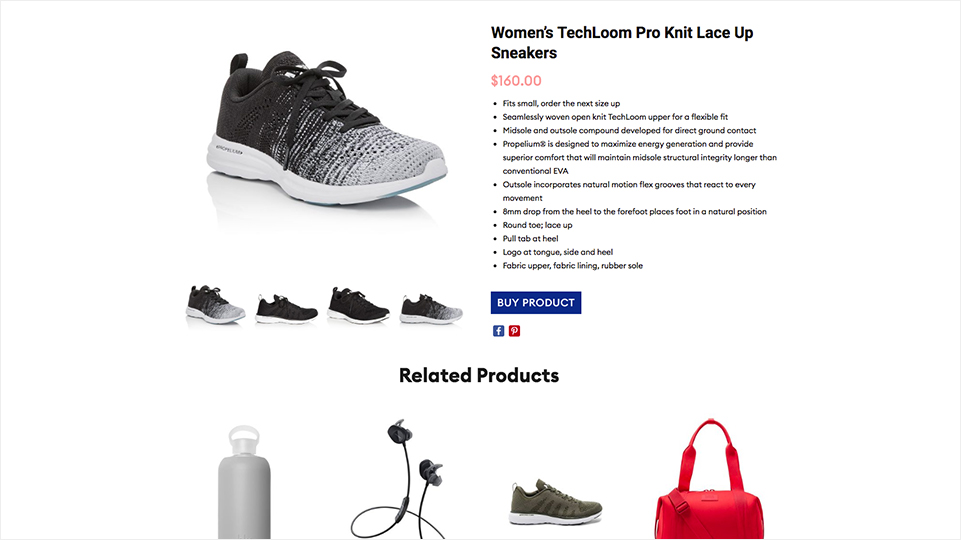 Women's TechLoom Pro Knit Lace Up
Sneakers
$160.00
Fits small, order the next size up
Seamlessly woven open knit TechLoom upper for a flexible fit
Midsole and outsole compound developed for direct ground contact
Propelium® is designed to maximize energy generation and provide
superior comfort that will maintain midsole structural integrity longer than
conventional EVA
Outsole incorporates natural motion flex grooves that react to every
movement
8mm drop from the heel to the forefoot places foot in a natural position
Round toe; lace up
Pull tab at heel
Logo at tongue, side and heel
Fabric upper, fabric lining, rubber sole
BUY PRODUCT
Related Products